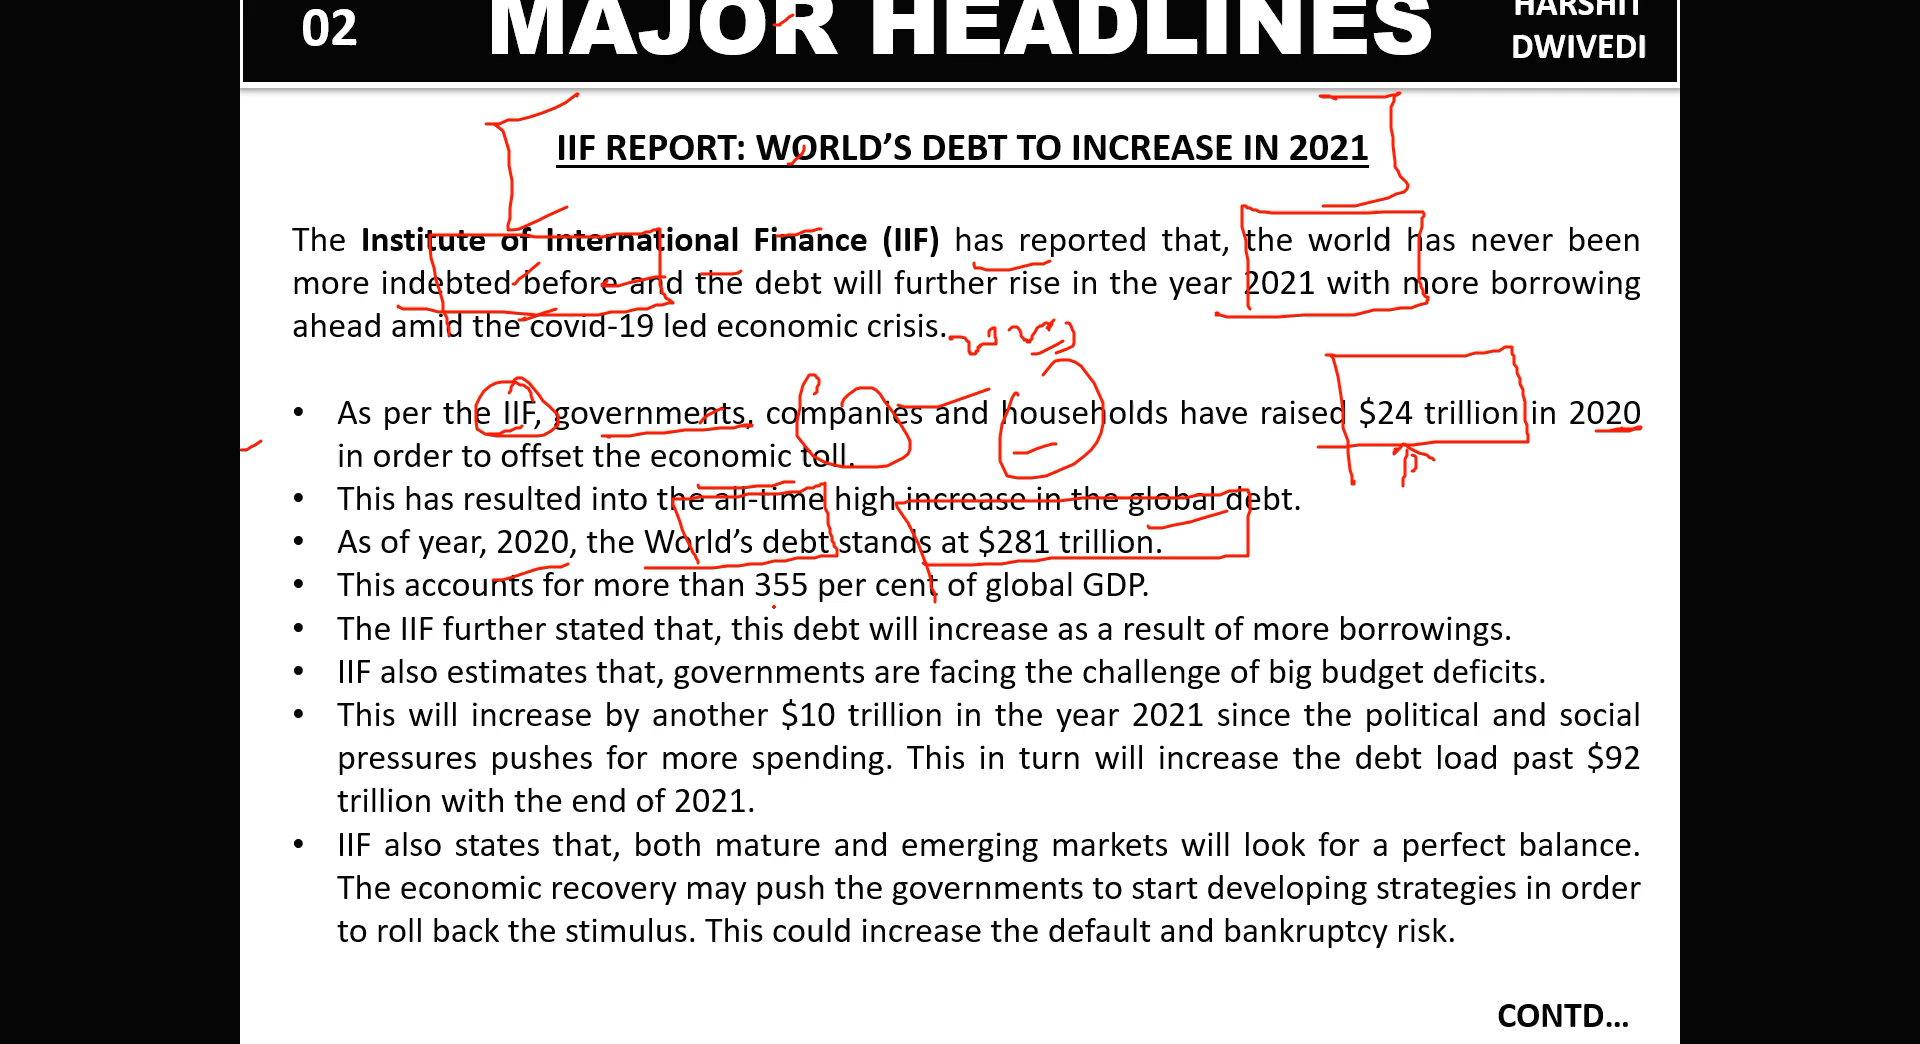 02
MAJOR HEADLINES
HARSHIT
DWIVEDI
IIF REPORT: WORLD’S DEBT TO INCREASE IN 2021
The Institute of International Finance (IIF) has reported that, the world has never been
more indebted before and the debt will further rise in the year 2021 with more borrowing
ahead amid the covid-19 led economic crisis.
• As per the IIF, governments, companies and households have raised $24 trillion in 2020
in order to offset the economic toll.
• This has resulted into the all-time high increase in the global debt.
• As of year, 2020, the World’s debt stands at $281 trillion.
• This accounts for more than 355 per cent of global GDP.
• The IIF further stated that, this debt will increase as a result of more borrowings.
• IIF also estimates that, governments are facing the challenge of big budget deficits.
• This will increase by another $10 trillion in the year 2021 since the political and social
pressures pushes for more spending. This in turn will increase the debt load past $92
trillion with the end of 2021.
• IIF also states that, both mature and emerging markets will look for a perfect balance.
The economic recovery may push the governments to start developing strategies in order
to roll back the stimulus. This could increase the default and bankruptcy risk.
CONTD...